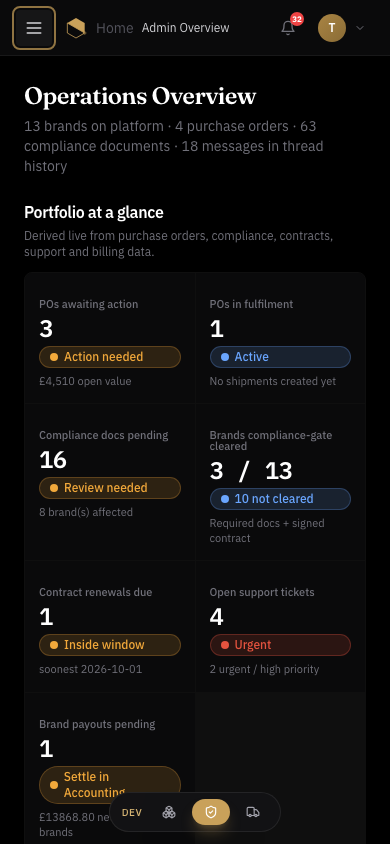 Home Admin Overview 32 T
Operations Overview
13 brands on platform · 4 purchase orders · 63
compliance documents · 18 messages in thread
history
Portfolio at a glance
Derived live from purchase orders, compliance, contracts,
support and billing data.
POs awaiting action
3
Action needed
£4,510 open value
POs in fulfilment
1
Active
No shipments created yet
Compliance docs pending
16
Review needed
8 brand(s) affected
Brands compliance-gate
cleared
3 / 13
10 not cleared
Required docs + signed
contract
Contract renewals due
1
Inside window
soonest 2026-10-01
Open support tickets
4
Urgent
2 urgent / high priority
Brand payouts pending
1
Settle in
Accounting
£13868.80
brands
DEV